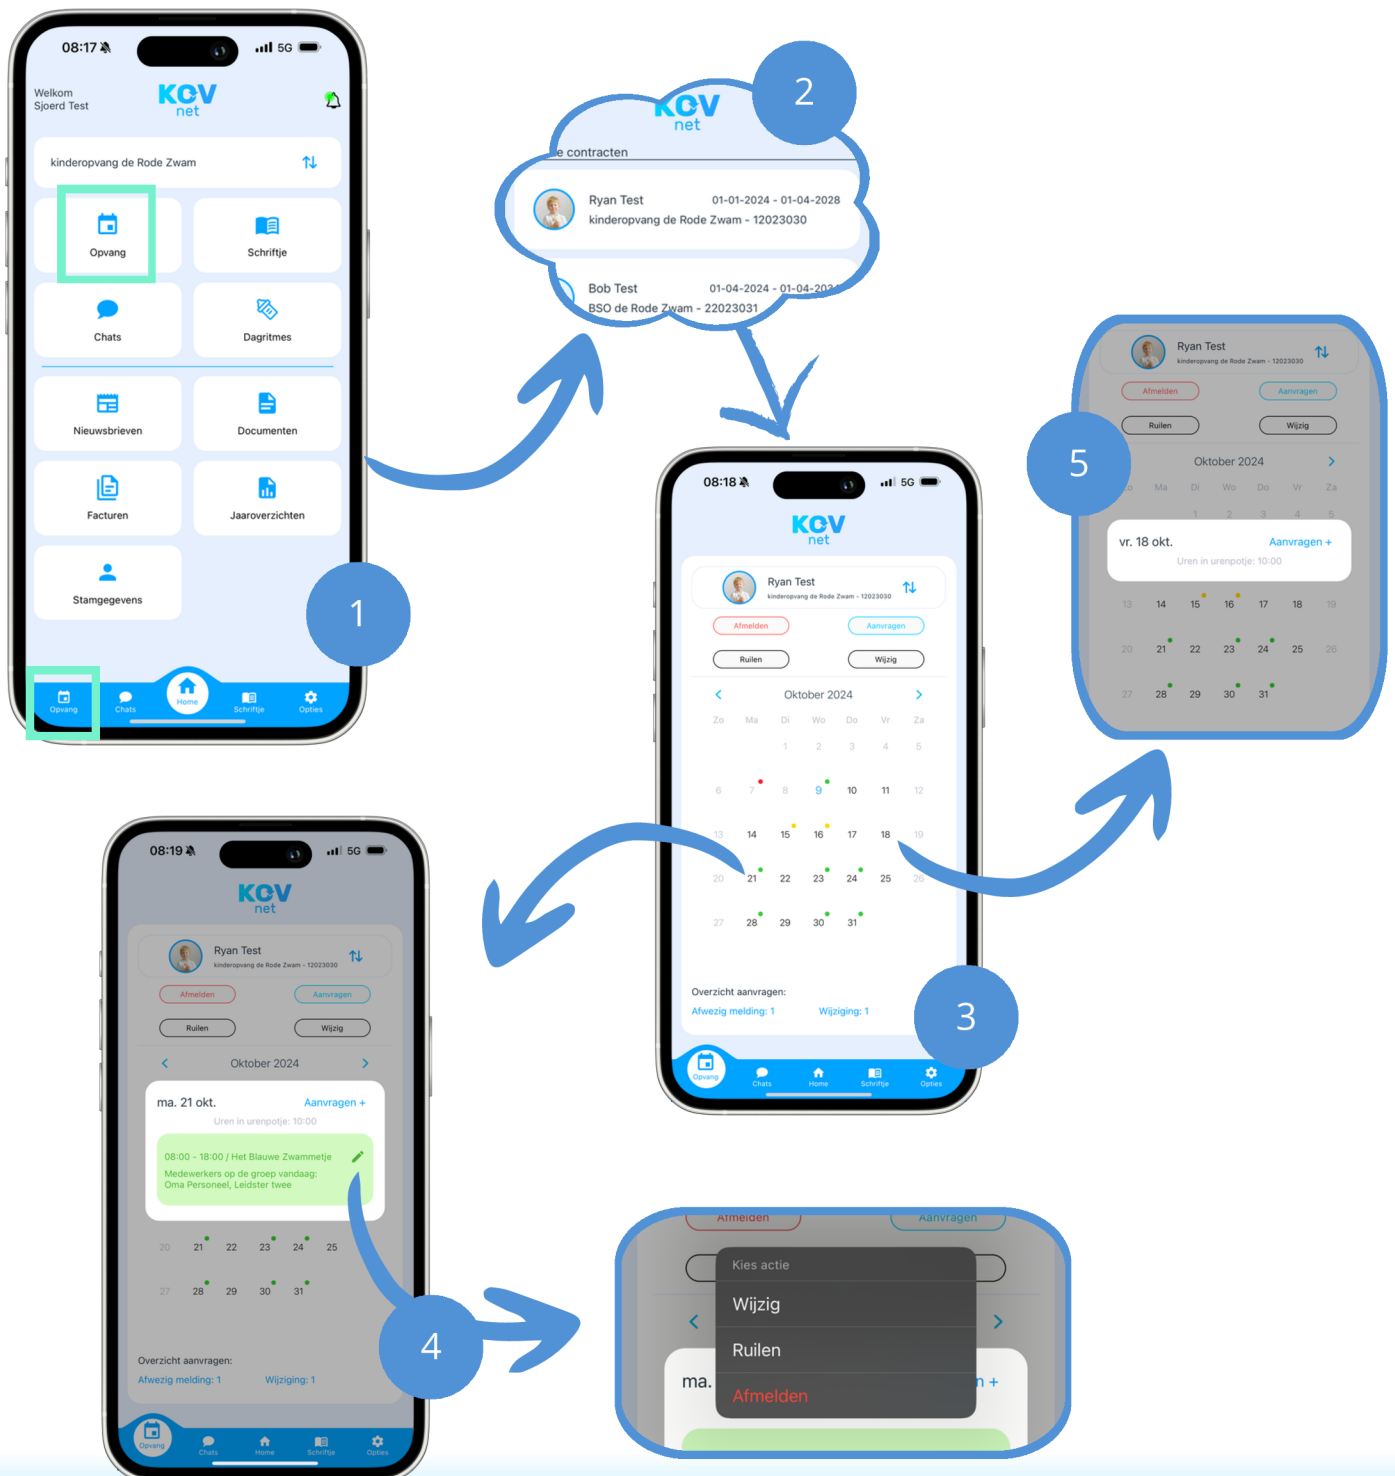 08:17
5G
Welkom
Sjoerd Test
KOV
net
kinderopvang de Rode Zwam
Opvang
Schriftje
Chats
Dagritmes
Nieuwsbrieven
Documenten
Facturen
Jaaroverzichten
Stamgegevens
1
Opvang
Chats
Home
Schriftje
Opties
2
KOV
net
e contracten
Ryan Test
01-01-2024 - 01-04-2028
kinderopvang de Rode Zwam - 12023030
Bob Test
01-04-2024 - 01-04-2034
BSO de Rode Zwam - 22023031
08:18
5G
KOV
net
Ryan Test
kinderopvang de Rode Zwam - 12023030
Afmelden
Aanvragen
Ruilen
Wijzig
Oktober 2024
Zo Ma Di Wo Do Vr Za
1 2 3 4 5
6 7 8 9 10 11 12
13 14 15 16 17 18 19
20 21 22 23 24 25 26
27 28 29 30 31
Overzicht aanvragen:
Afwezig melding: 1
Wijziging: 1
3
Opvang
Chats
Home
Schriftje
Opties
Ryan Test
kinderopvang de Rode Zwam - 12023030
Afmelden
Aanvragen
Ruilen
Wijzig
5
Oktober 2024
Ma Di Wo Do Vr Za
1 2 3 4 5
vr. 18 okt.
Aanvragen +
Uren in urenpotje: 10:00
13 14 15 16 17 18 19
20 21 22 23 24 25 26
27 28 29 30 31
08:19
5G
KOV
net
Ryan Test
kinderopvang de Rode Zwam - 12023030
Afmelden
Aanvragen
Ruilen
Wijzig
Oktober 2024
ma. 21 okt.
Aanvragen +
Uren in urenpotje: 10:00
08:00 - 18:00 / Het Blauwe Zwammetje
Medewerkers op de groep vandaag:
Oma Personeel, Leidster twee
20 21 22 23 24 25
27 28 29 30 31
Overzicht aanvragen:
Afwezig melding: 1
Wijziging: 1
4
Opvang
Chats
Home
Schriftje
Opties
Afmelden
Aanvragen
Kies actie
Wijzig
Ruilen
Afmelden
ma.
n +